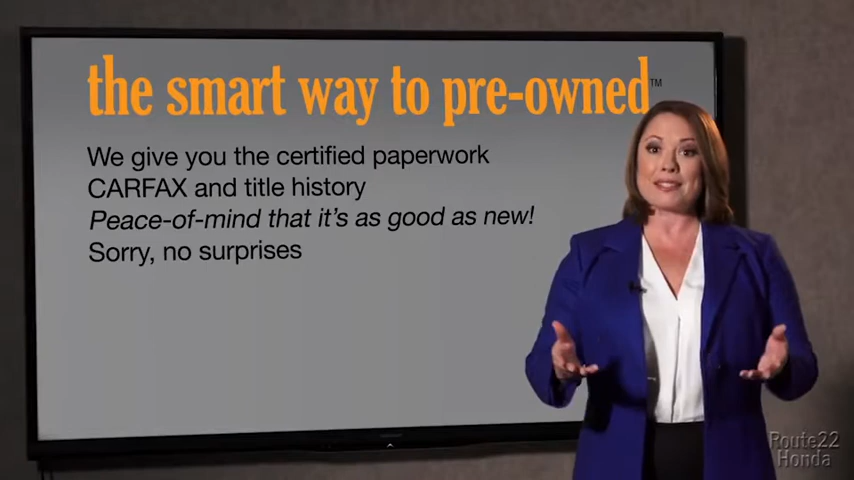 the smart way to pre-owned™
We give you the certified paperwork
CARFAX and title history
Peace-of-mind that it's as good as new!
Sorry, no surprises
Route22
Honda